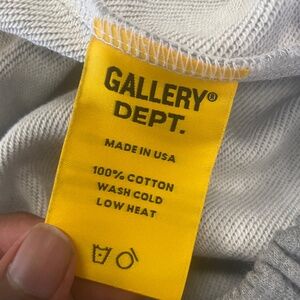 GALLERY®
DEPT.
MADE IN USA
100% COTTON
WASH COLD
LOW HEAT